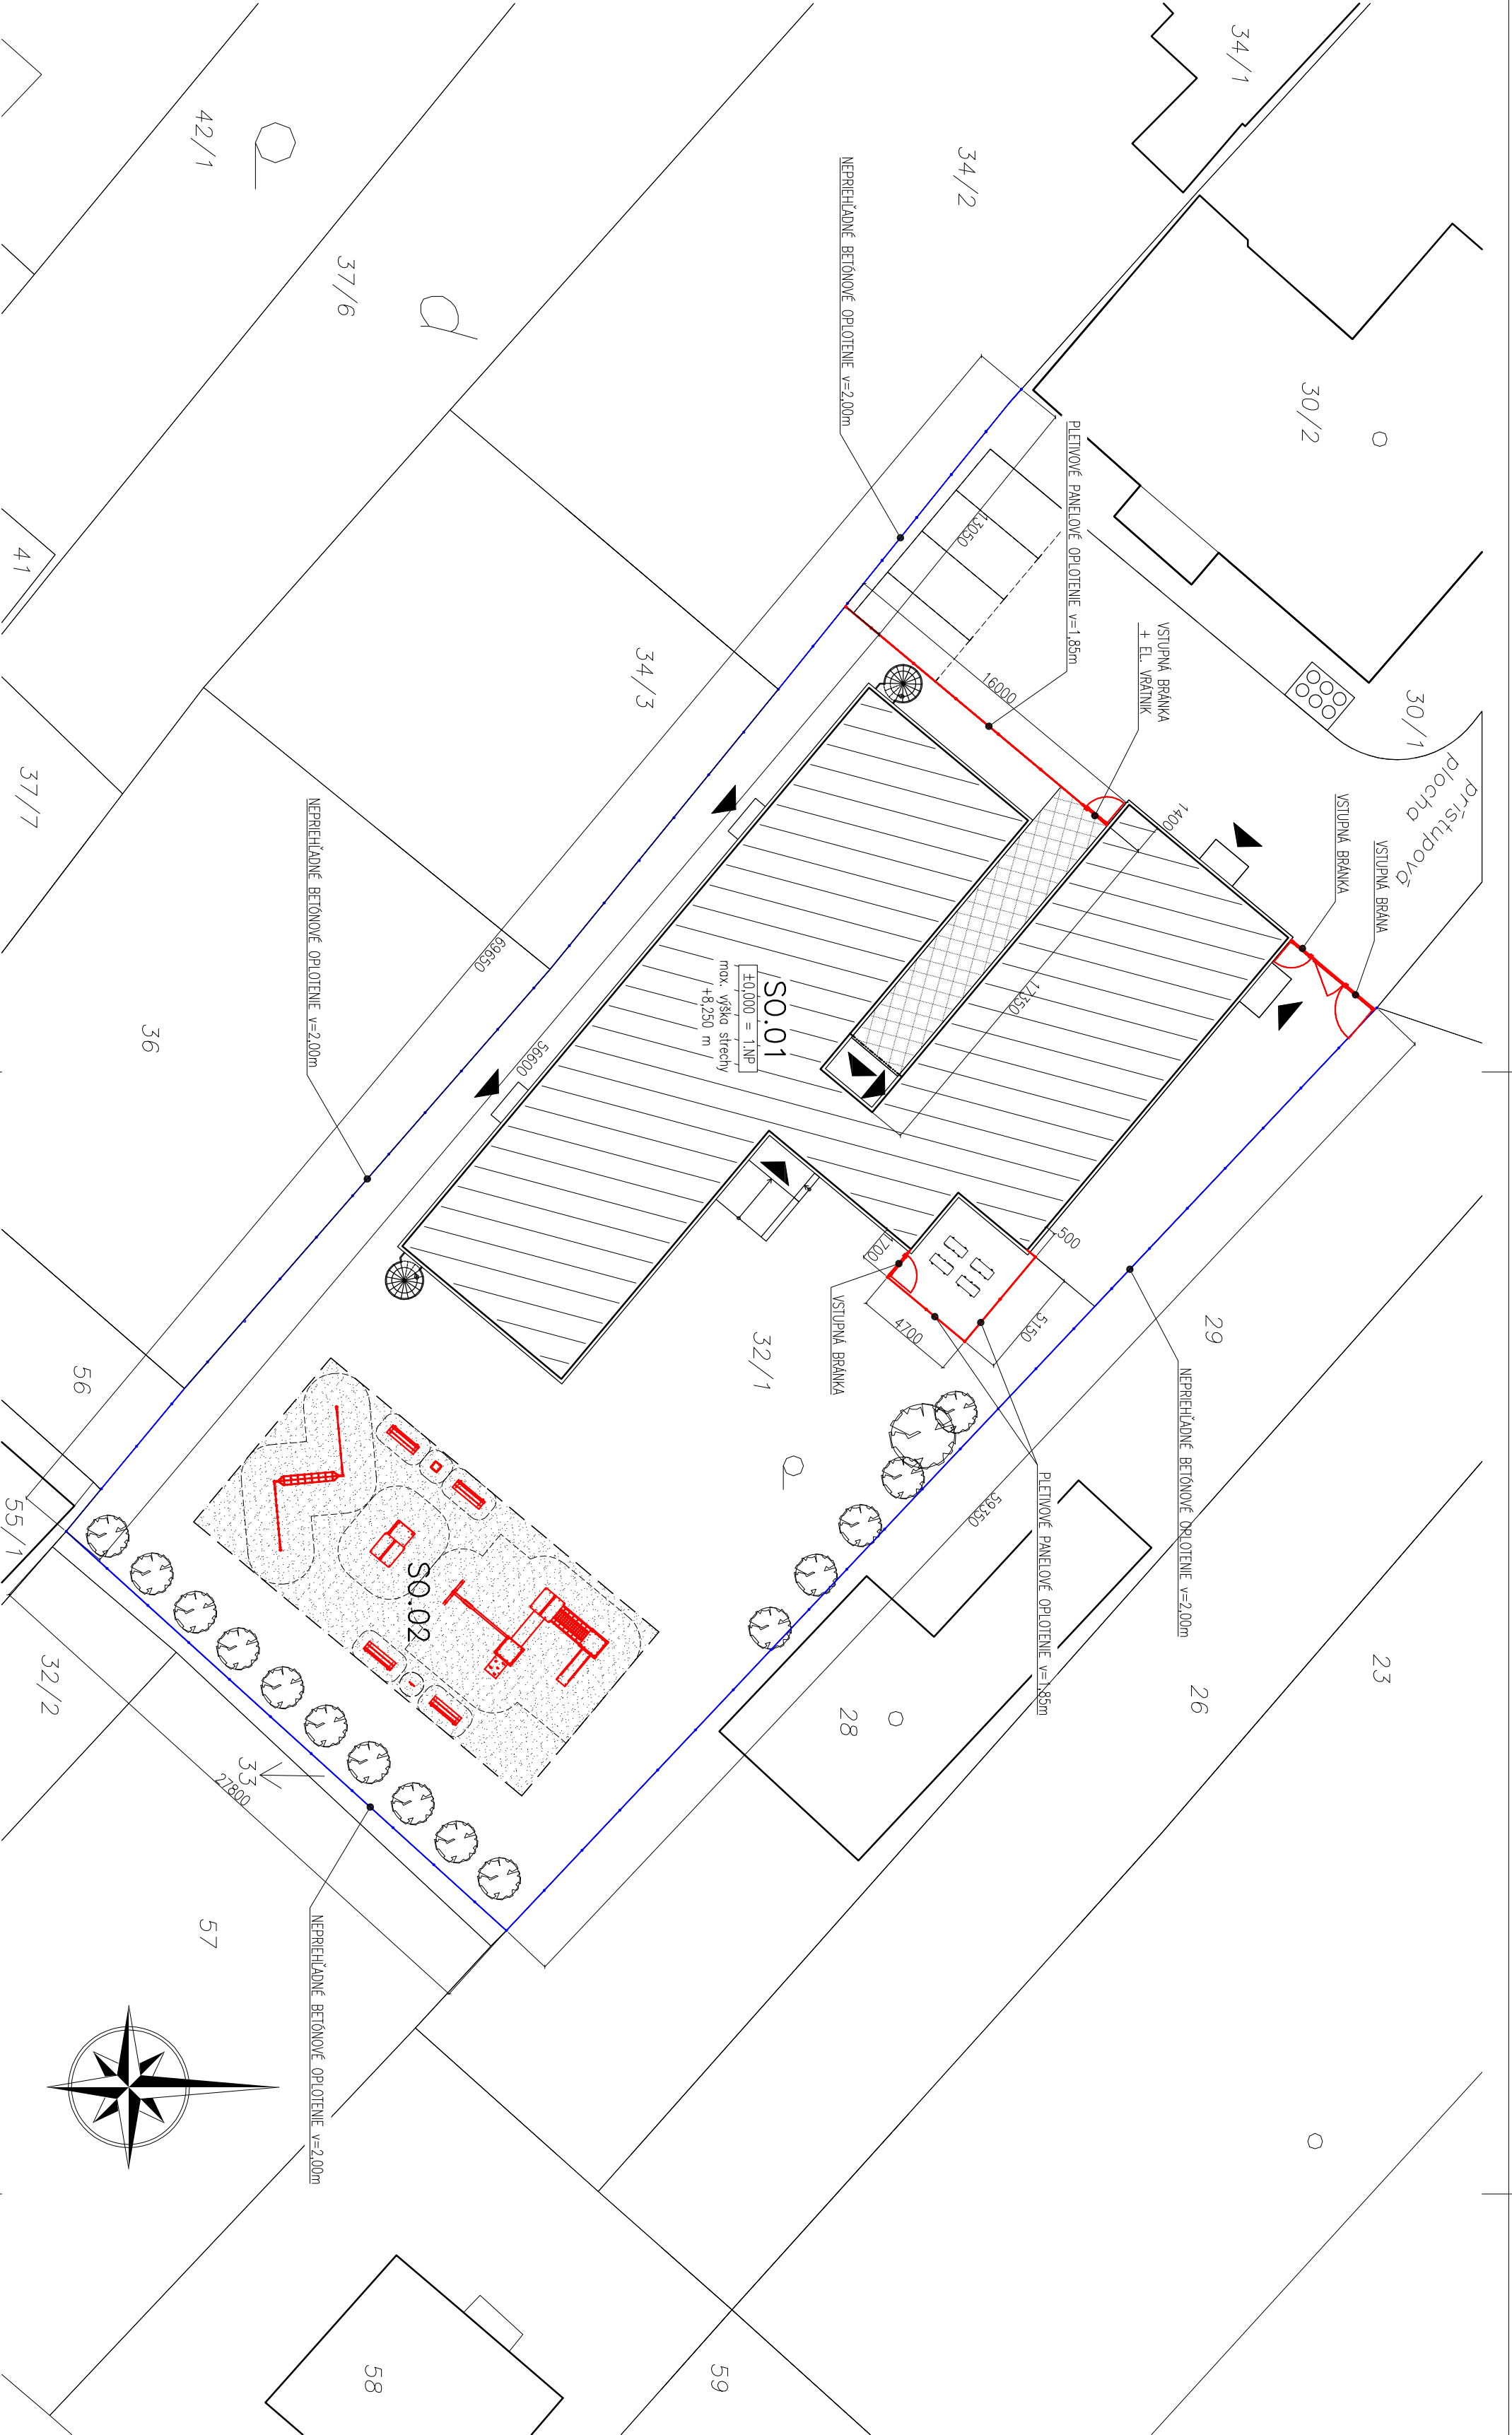 34/1
42/1
34/2
37/6
30/2
NEPRIEHĽADNÉ BETÓNOVÉ OPLOTENIE v=2,00m
PLETIVOVÉ PANELOVÉ OPLOTENIE v=1,85m
13050
41
VSTUPNÁ BRÁNKA
+ EL. VRÁTNIK
34/3
16000
30/1
prístupová
plocha
37/7
VSTUPNÁ BRÁNKA
VSTUPNÁ BRÁNA
1400
NEPRIEHĽADNÉ BETÓNOVÉ OPLOTENIE v=2,00m
69650
17350
SO.01
±0,000 = 1.NP
max. výška strechy
+8,250 m
36
56600
500
1700
29
VSTUPNÁ BRÁNKA
4700
5150
32/1
56
NEPRIEHĽADNÉ BETÓNOVÉ OPLOTENIE v=2,00m
PLETIVOVÉ PANELOVÉ OPLOTENIE v=1,85m
59350
55/1
SO.02
32/2
23
26
28
33
27800
57
NEPRIEHĽADNÉ BETÓNOVÉ OPLOTENIE v=2,00m
58
59